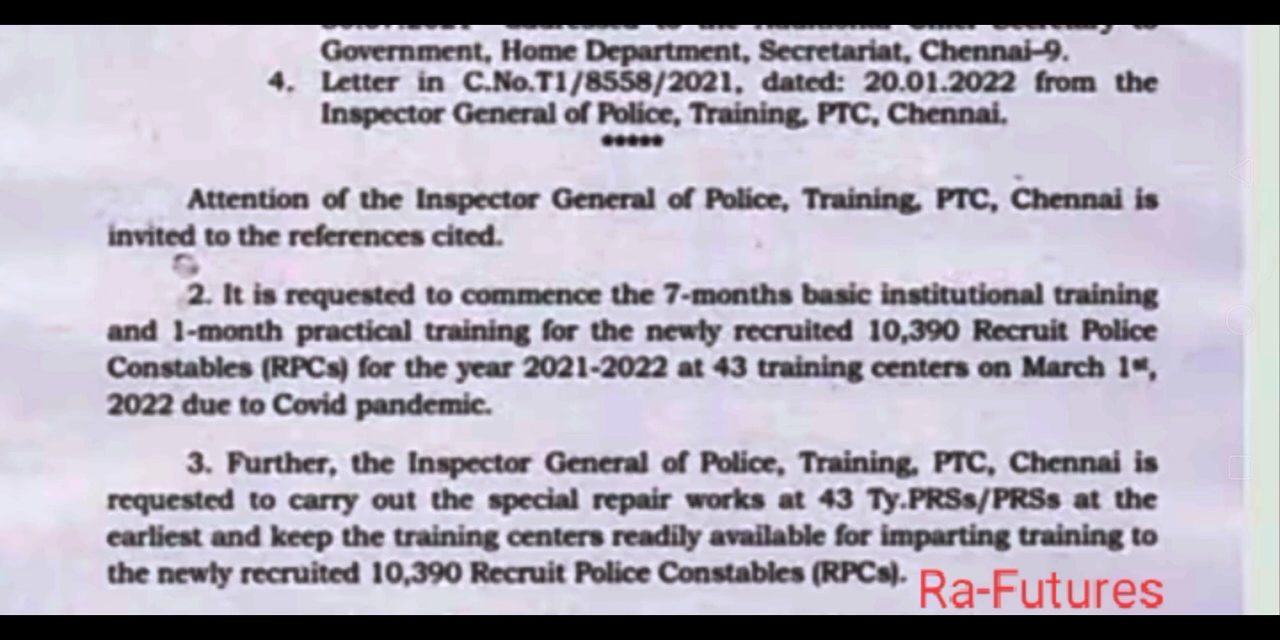 Government, Home Department, Secretariat, Chennai-9.
4. Letter in C.No.T1/8558/2021, dated: 20.01.2022 from the
Inspector General of Police, Training, PTC, Chennai.
*****
Attention of the Inspector General of Police, Training, PTC, Chennai is
invited to the references cited.
2. It is requested to commence the 7-months basic institutional training
and 1-month practical training for the newly recruited 10,390 Recruit Police
Constables (RPCs) for the year 2021-2022 at 43 training centers on March 1st,
2022 due to Covid pandemic.
3. Further, the Inspector General of Police, Training, PTC, Chennai is
requested to carry out the special repair works at 43 Ty.PRSs/PRSs at the
earliest and keep the training centers readily available for imparting training to
the newly recruited 10,390 Recruit Police Constables (RPCs).
Ra-Futures